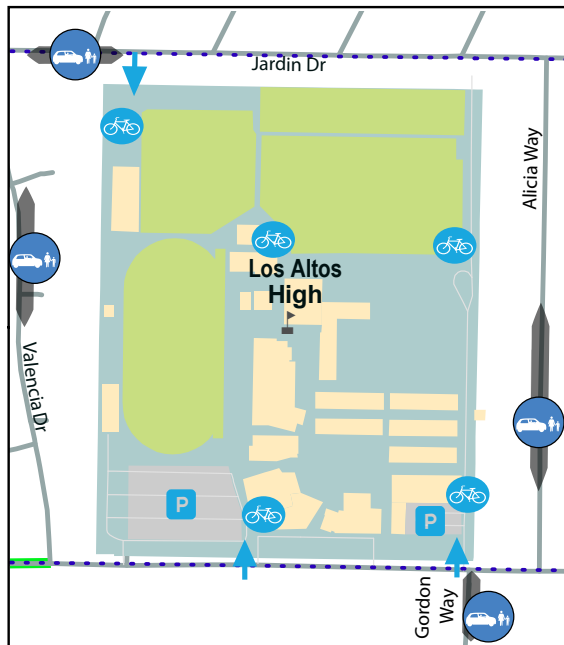 Jardin Dr
Alicia Way
Los Altos
High
Valencia Dr
P
P
Gordon
Way